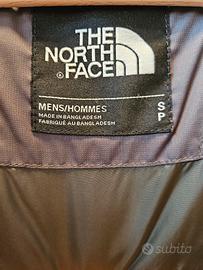 THE
NORTH
FACE
®
MENS/HOMMES
MADE IN BANGLADESH
FABRIQUÉ AU BANGLADESH
S
P
subito